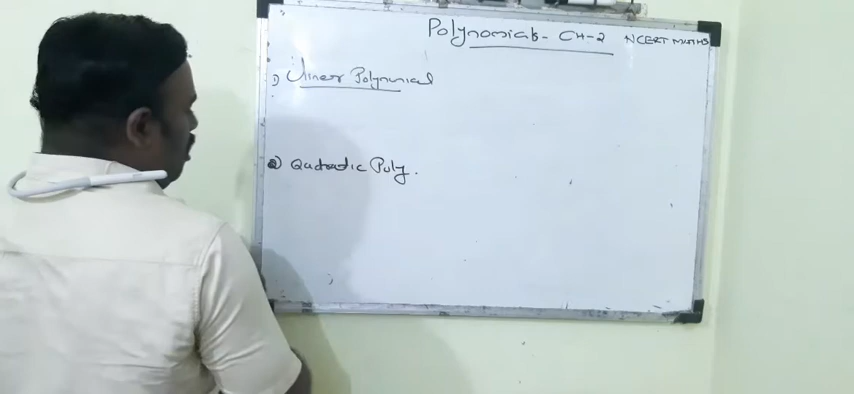 Polynomials - CH-2 NCERT MATHS
1) Linear Polynomial
2) Quadratic Poly.